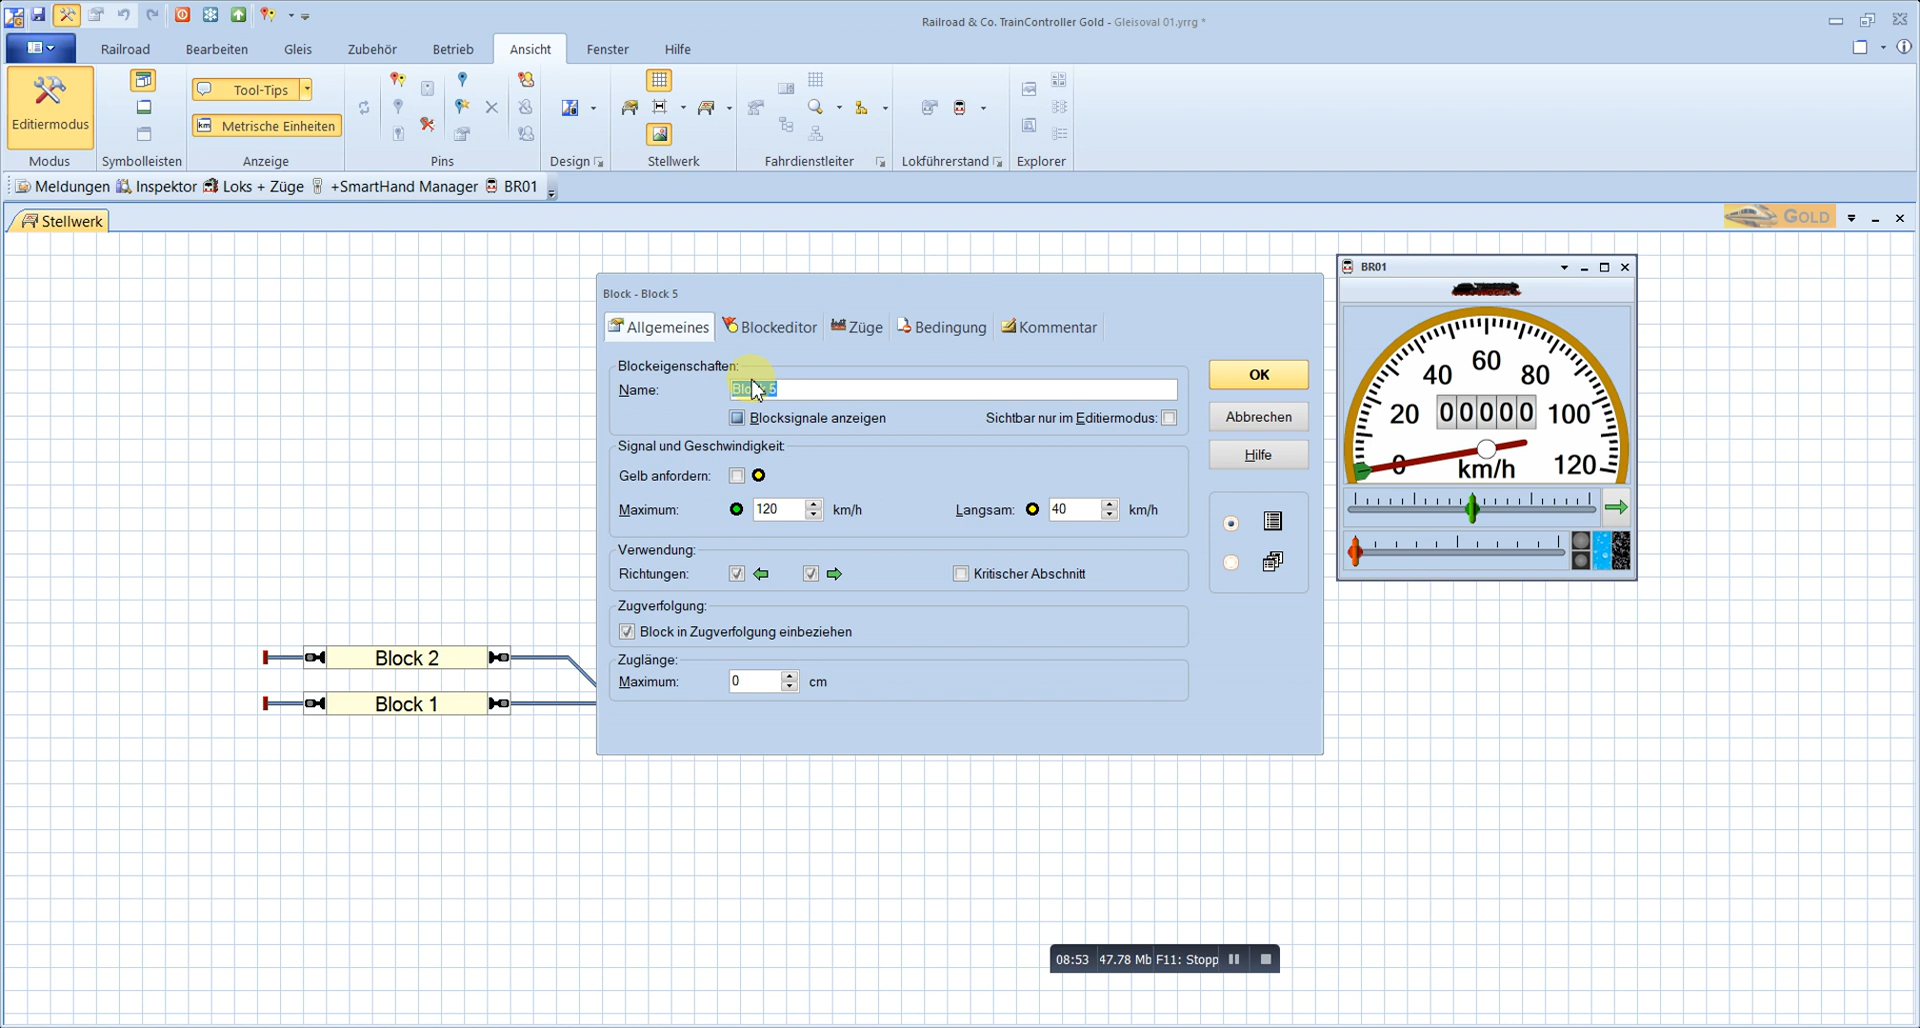 Railroad & Co. TrainController Gold - Gleisoval 01.yrrg *
Railroad Bearbeiten Gleis Zubehör Betrieb Ansicht Fenster Hilfe
Editiermodus
Tool-Tips
Metrische Einheiten
Modus Symbolleisten Anzeige Pins Design Stellwerk Fahrdienstleiter Lokführerstand Explorer
Meldungen Inspektor Loks + Züge +SmartHand Manager BR01
Stellwerk
GOLD
Block - Block 5
Allgemeines Blockeditor Züge Bedingung Kommentar
Blockeigenschaften:
Name: Block 5
Blocksignale anzeigen Sichtbar nur im Editiermodus:
Signal und Geschwindigkeit:
Gelb anfordern:
Maximum: 120 km/h Langsam: 40 km/h
Verwendung:
Richtungen: Kritischer Abschnitt
Zugverfolgung:
Block in Zugverfolgung einbeziehen
Zuglänge:
Maximum: 0 cm
OK
Abbrechen
Hilfe
BR01
0 20 40 60 80 100 120
00000
km/h
Block 2
Block 1
08:53 47.78 Mb F11: Stopp